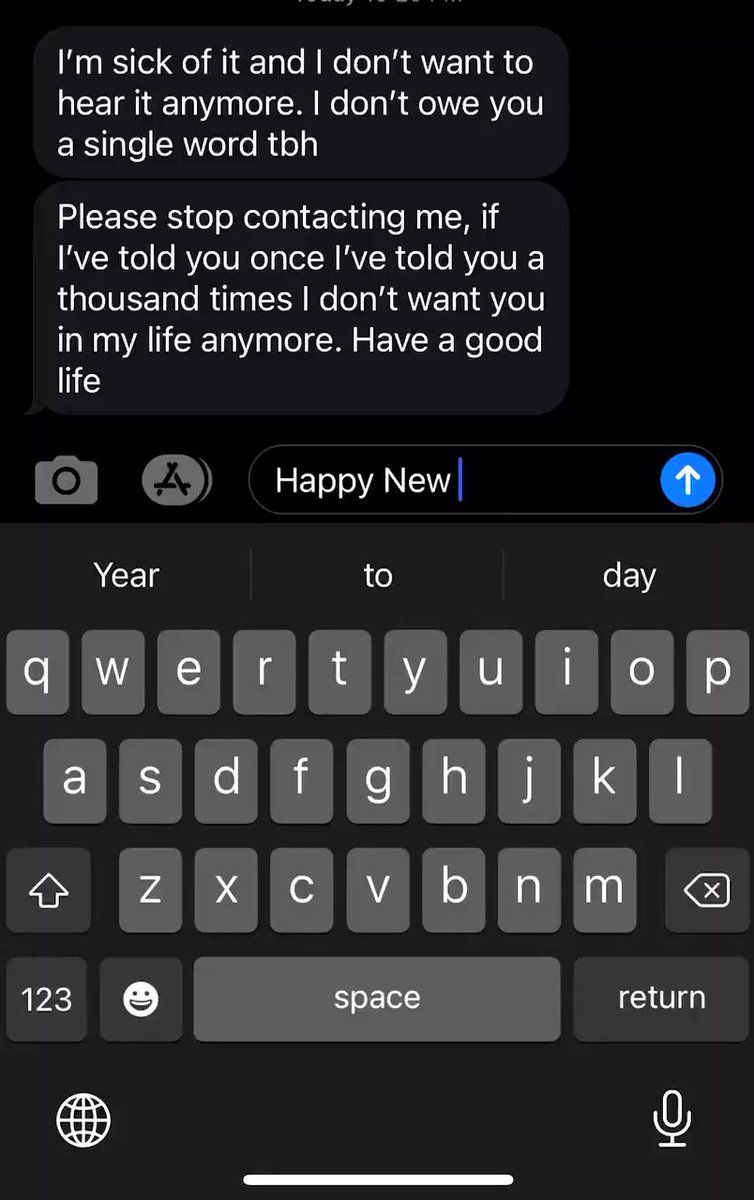 I’m sick of it and I don’t want to
hear it anymore. I don’t owe you
a single word tbh
Please stop contacting me, if
I’ve told you once I’ve told you a
thousand times I don’t want you
in my life anymore. Have a good
life
Happy New
Year to day
q w e r t y u i o p
a s d f g h j k l
z x c v b n m
123 space return